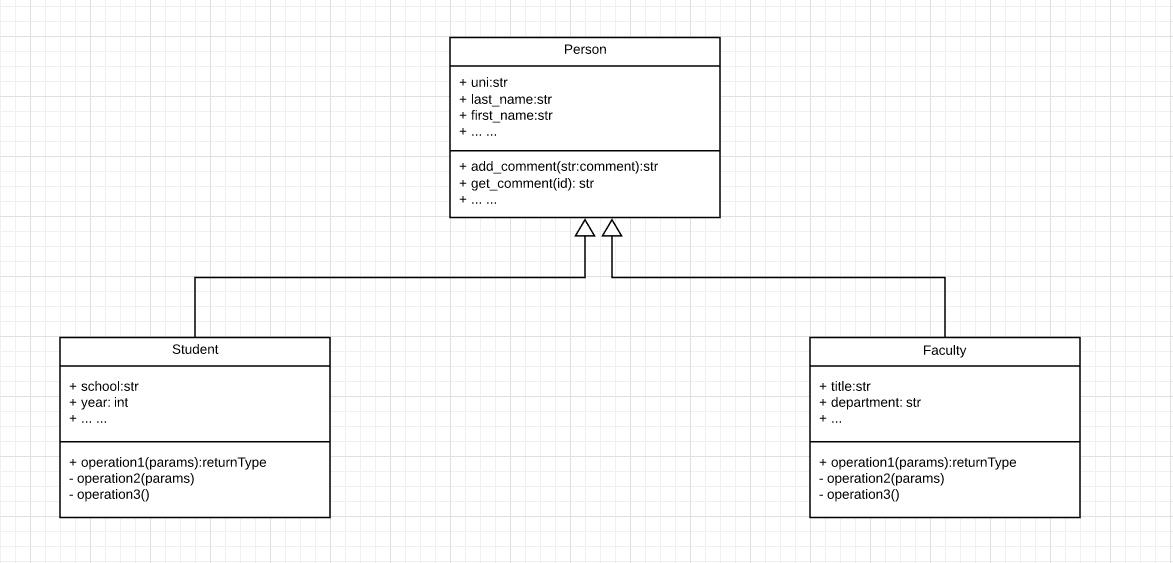 Person
+ uni:str
+ last_name:str
+ first_name:str
+ ... ...
+ add_comment(str:comment):str
+ get_comment(id): str
+ ... ...
Student
+ school:str
+ year: int
+ ... ...
+ operation1(params):returnType
- operation2(params)
- operation3()
Faculty
+ title:str
+ department: str
+ ...
+ operation1(params):returnType
- operation2(params)
- operation3()